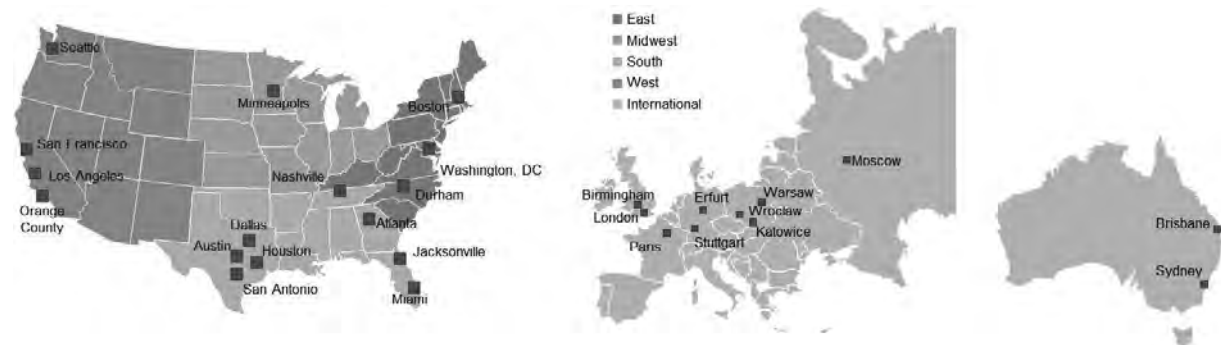 Seattle
Minneapolis
Boston
San Francisco
Los Angeles
Orange
County
Nashville
Washington, DC
Durham
Dallas
Atlanta
Austin
Houston
Jacksonville
San Antonio
Miami
East
Midwest
South
West
International
Moscow
Birmingham
London
Erfurt
Warsaw
Wroclaw
Katowice
Paris
Stuttgart
Brisbane
Sydney